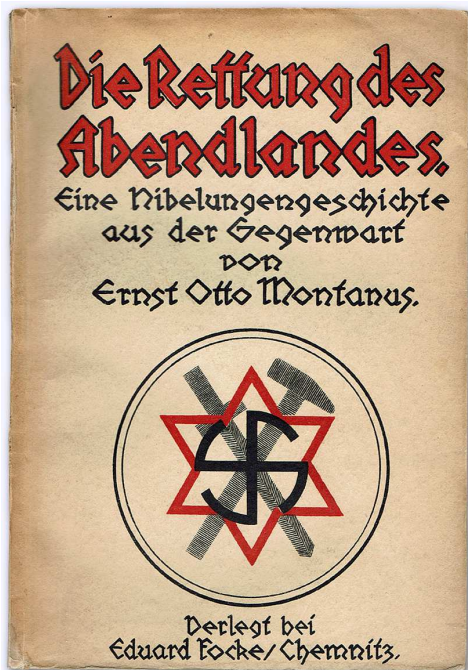 Die Rettung des
Abendlandes.
Eine Nibelungengeschichte
aus der Gegenwart
von
Ernst Otto Montanus.
Verlegt bei
Eduard Focke/Chemnitz.